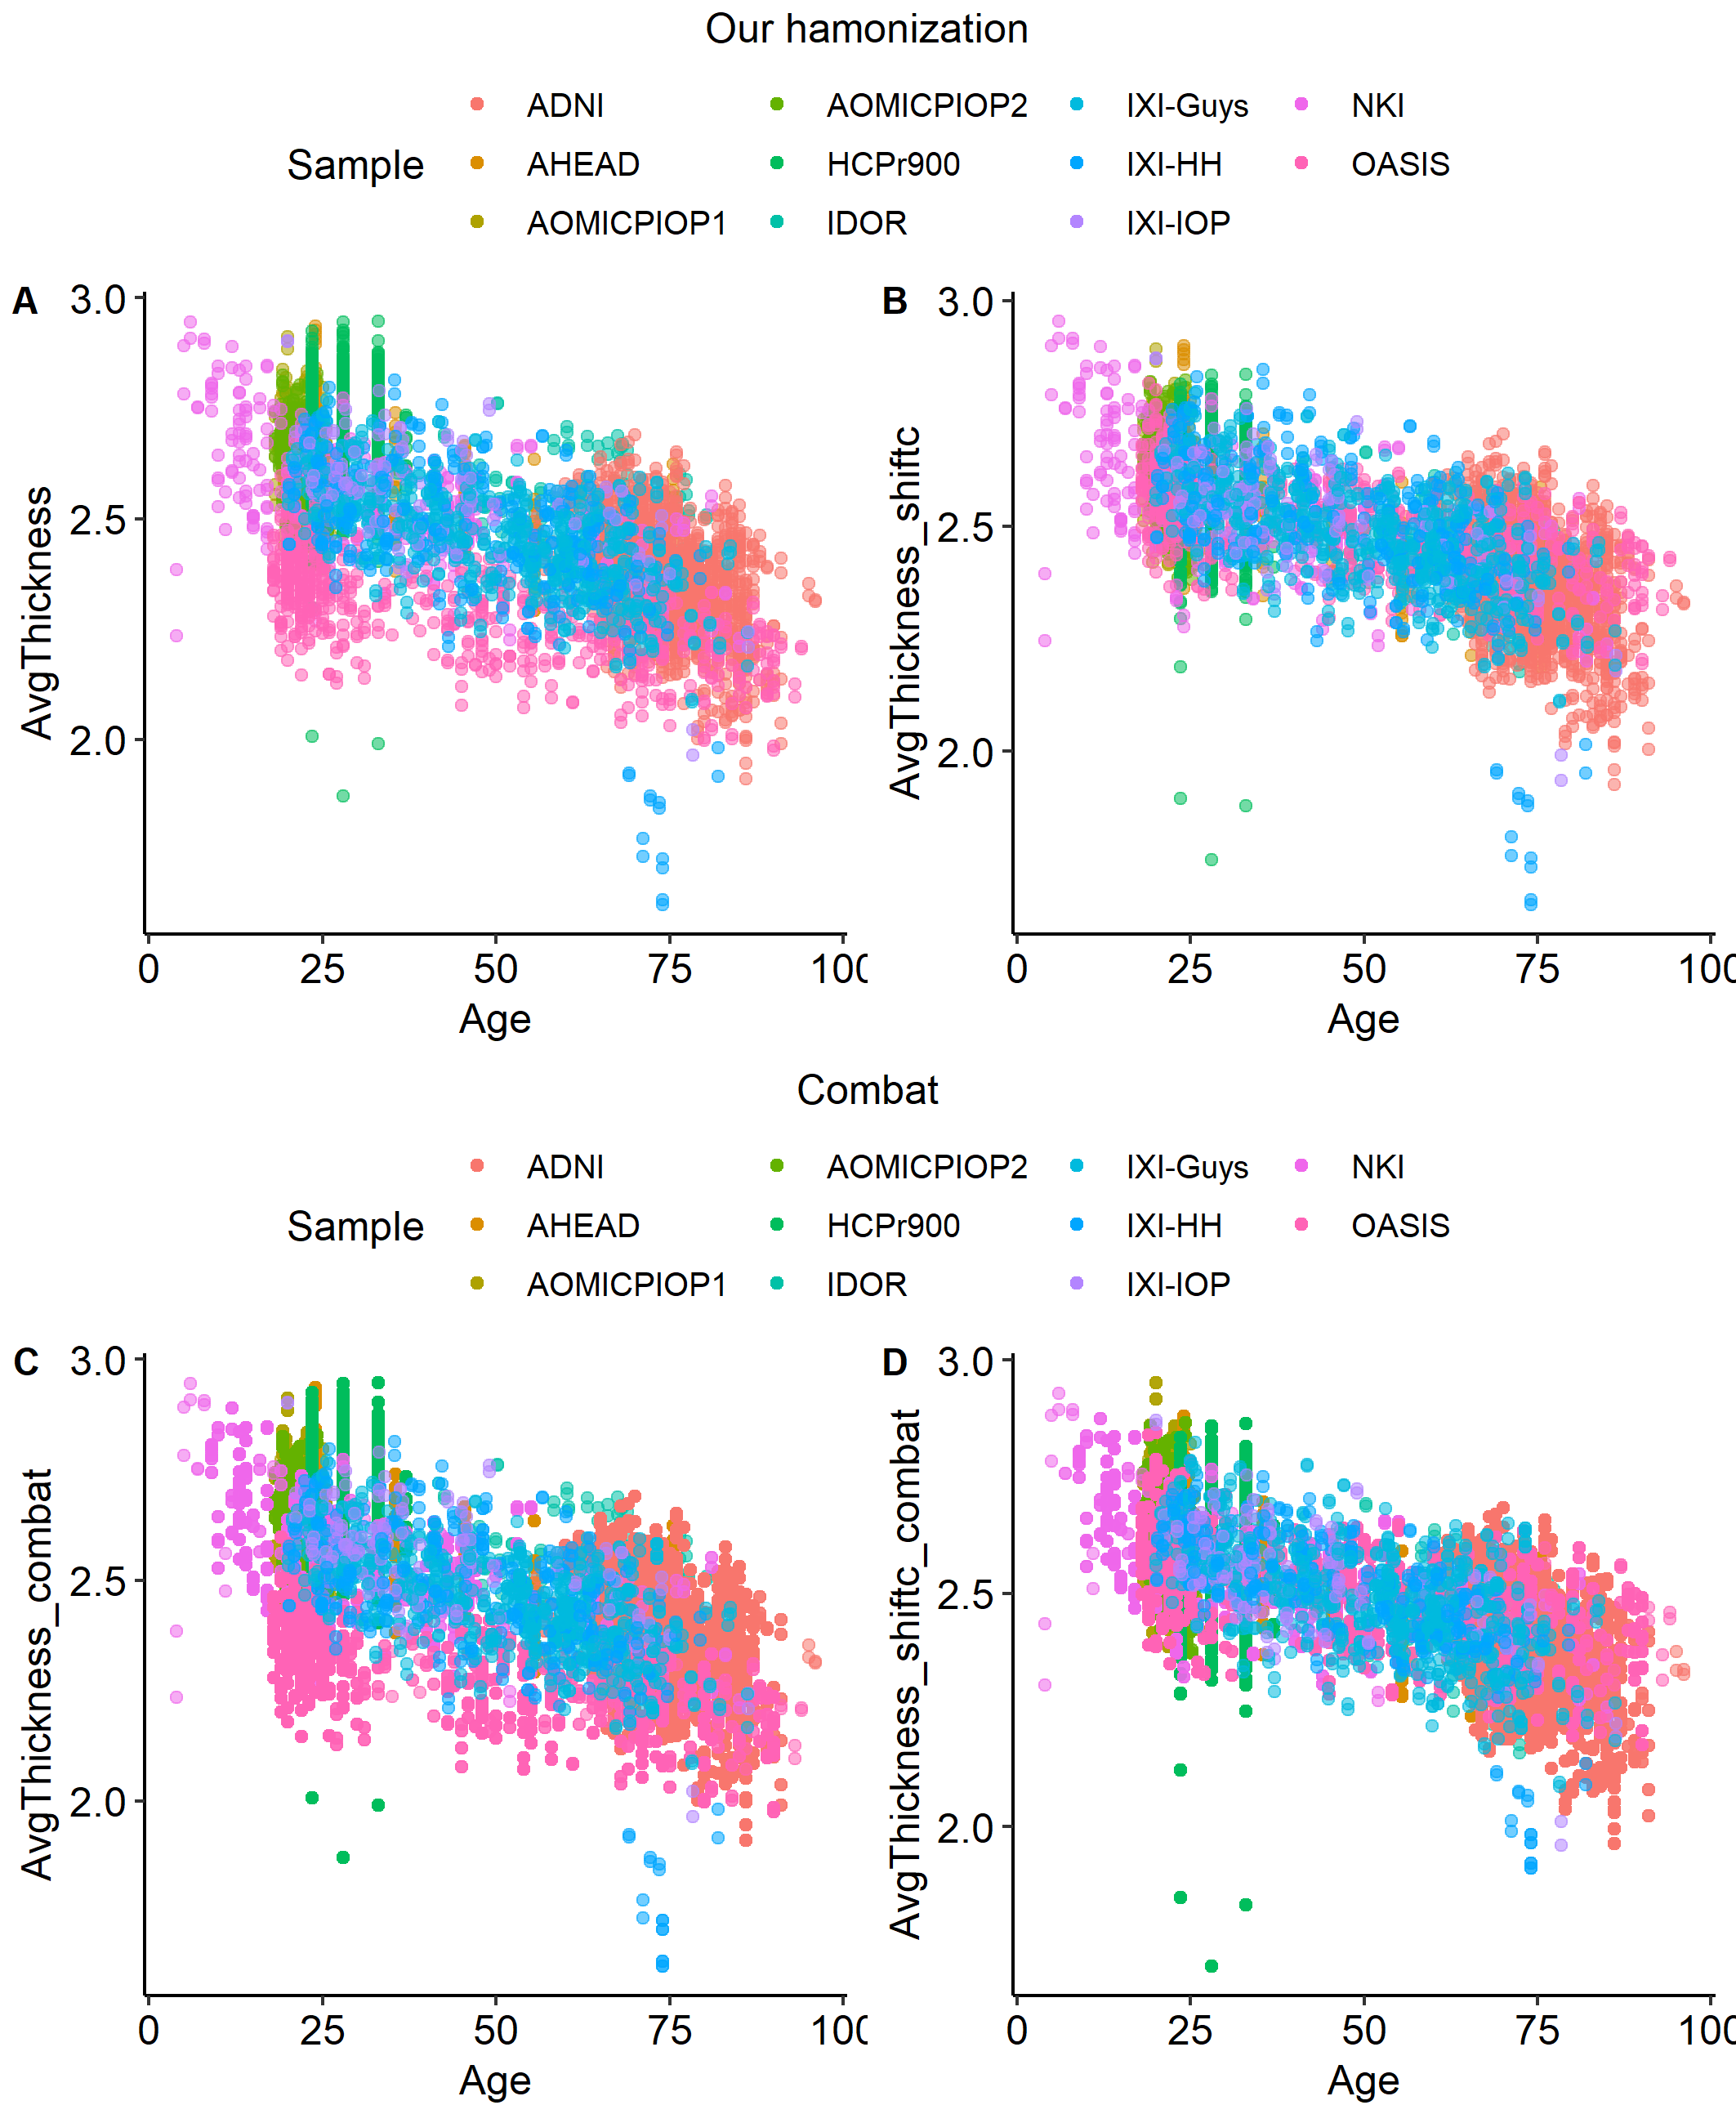 Our hamonization
Sample
ADNI
AHEAD
AOMICPIOP1
AOMICPIOP2
HCPr900
IDOR
IXI-Guys
IXI-HH
IXI-IOP
NKI
OASIS
A
AvgThickness
3.0
2.5
2.0
0
25
50
75
100
Age
B
AvgThickness_shiftc
3.0
2.5
2.0
0
25
50
75
100
Age
Combat
Sample
ADNI
AHEAD
AOMICPIOP1
AOMICPIOP2
HCPr900
IDOR
IXI-Guys
IXI-HH
IXI-IOP
NKI
OASIS
C
AvgThickness_combat
3.0
2.5
2.0
0
25
50
75
100
Age
D
AvgThickness_shiftc_combat
3.0
2.5
2.0
0
25
50
75
100
Age